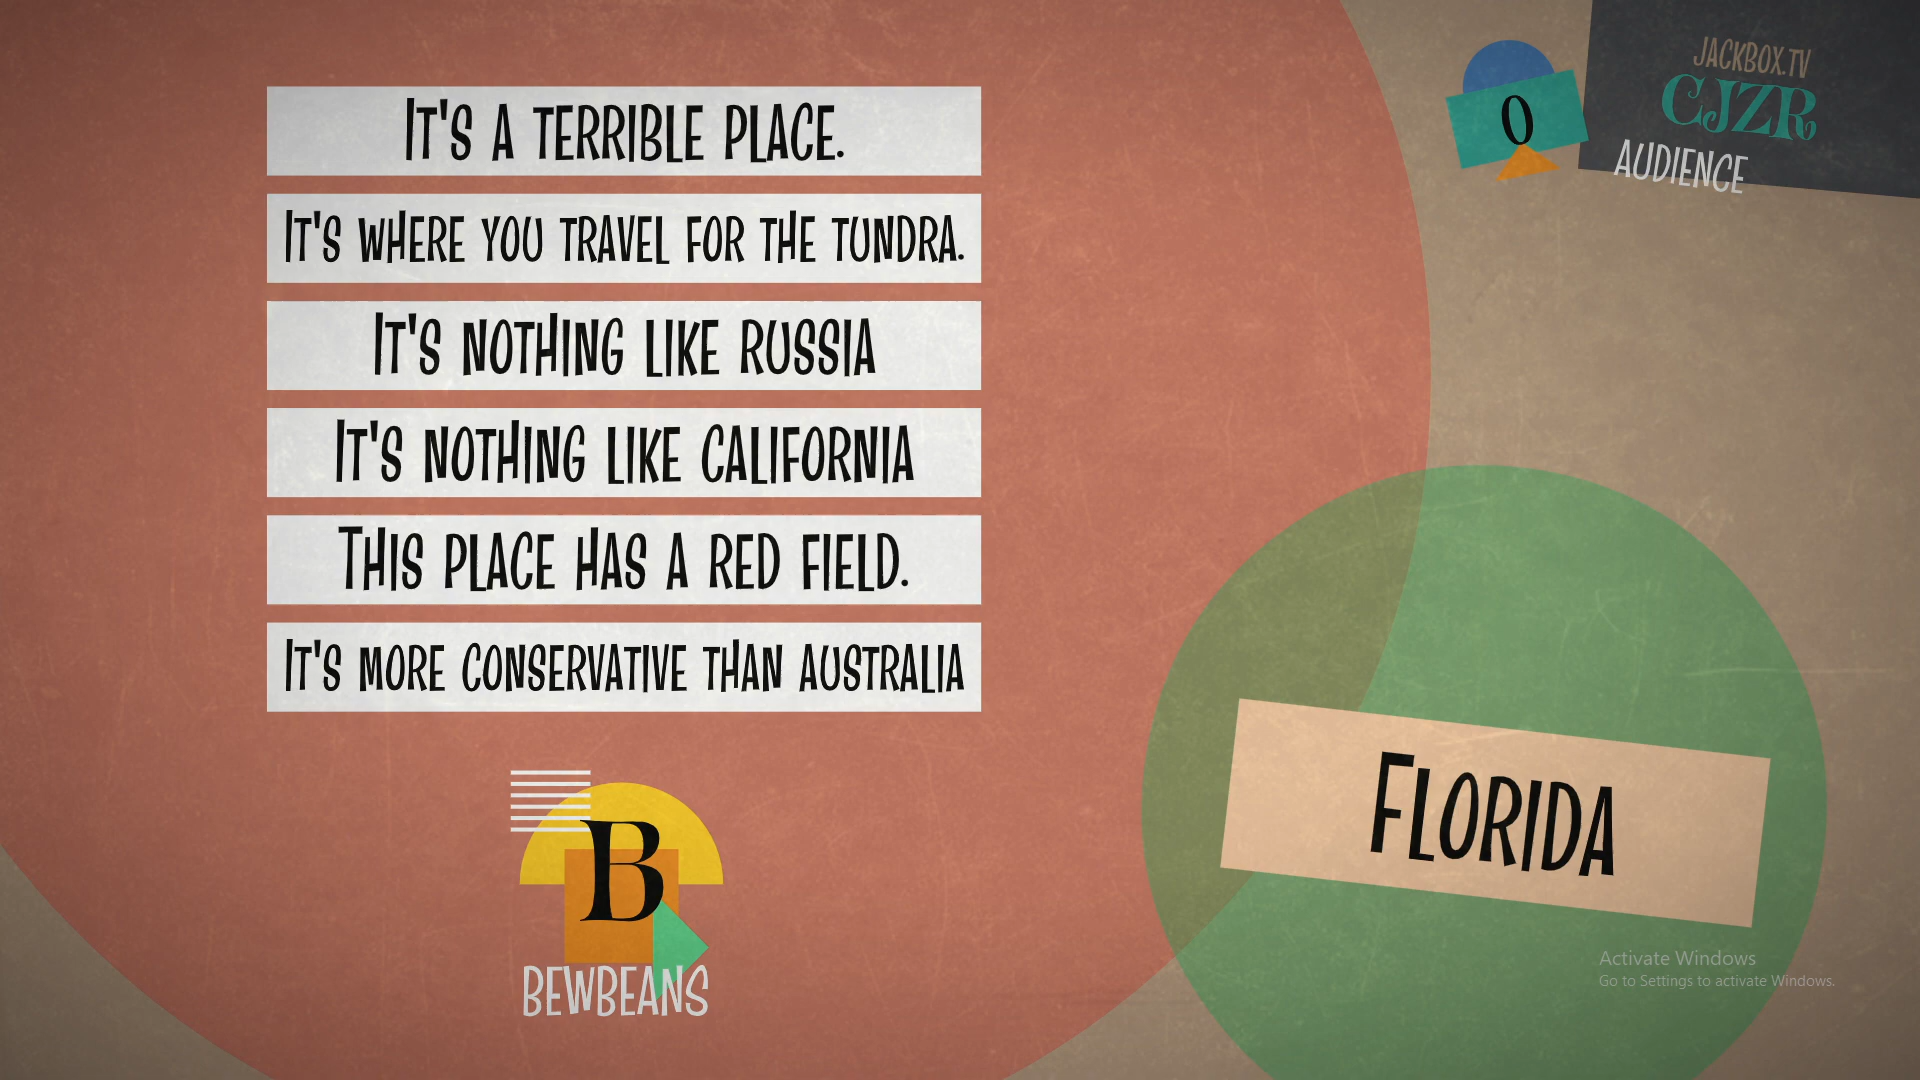 It's a terrible place.
It's where you travel for the tundra.
It's nothing like Russia
It's nothing like California
This place has a red field.
It's more conservative than Australia
B
BEWBEANS
0
JACKBOX.TV
CJZR
AUDIENCE
Florida
Activate Windows
Go to Settings to activate Windows.